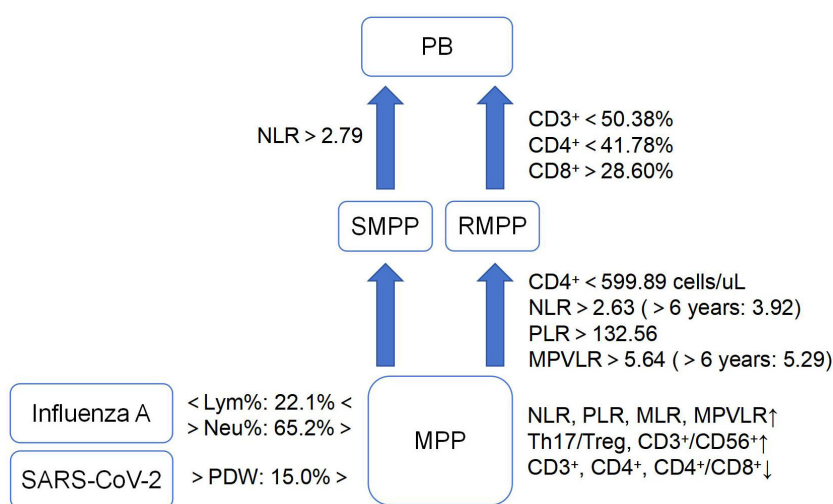 PB
NLR > 2.79
CD3⁺ < 50.38%
CD4⁺ < 41.78%
CD8⁺ > 28.60%
SMPP
RMPP
CD4⁺ < 599.89 cells/uL
NLR > 2.63 ( > 6 years: 3.92)
PLR > 132.56
MPVLR > 5.64 ( > 6 years: 5.29)
Influenza A
< Lym%: 22.1% <
> Neu%: 65.2% >
MPP
NLR, PLR, MLR, MPVLR↑
Th17/Treg, CD3⁺/CD56⁺↑
CD3⁺, CD4⁺, CD4⁺/CD8⁺↓
SARS-CoV-2
> PDW: 15.0% >